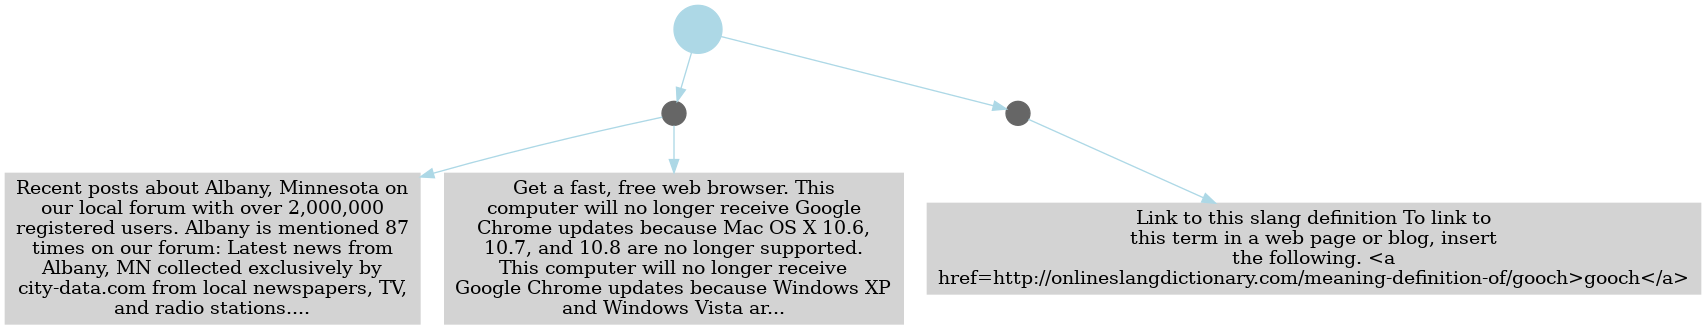 Recent posts about Albany, Minnesota on
our local forum with over 2,000,000
registered users. Albany is mentioned 87
times on our forum: Latest news from
Albany, MN collected exclusively by
city-data.com from local newspapers, TV,
and radio stations....
Get a fast, free web browser. This
computer will no longer receive Google
Chrome updates because Mac OS X 10.6,
10.7, and 10.8 are no longer supported.
This computer will no longer receive
Google Chrome updates because Windows XP
and Windows Vista ar...
Link to this slang definition To link to
this term in a web page or blog, insert
the following. <a
href=http://onlineslangdictionary.com/meaning-definition-of/gooch>gooch</a>